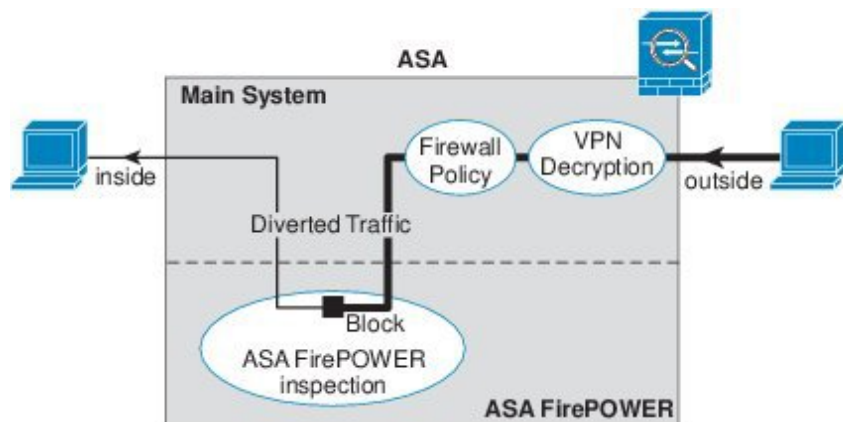 ASA
Main System
Firewall
Policy
VPN
Decryption
inside
outside
Diverted Traffic
Block
ASA FirePOWER
inspection
ASA FirePOWER